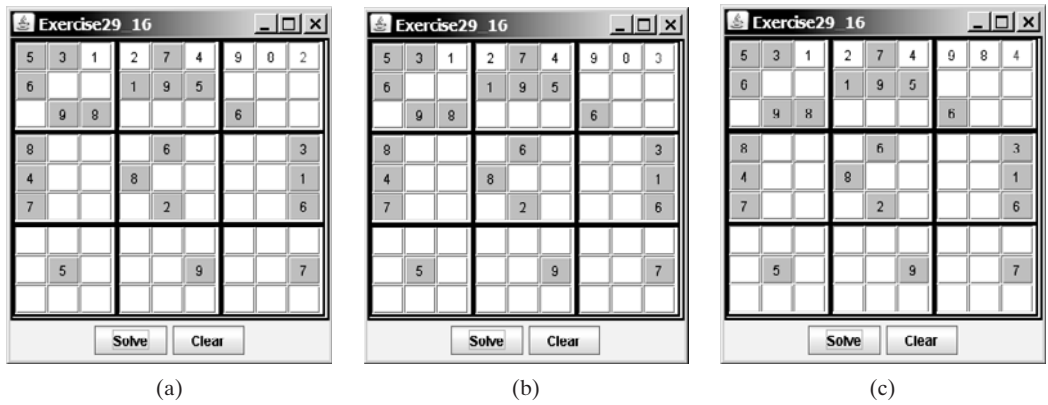 Exercise29_16
5 3 1 2 7 4 9 0 2
6 1 9 5
9 8 6
8 6 3
4 8 1
7 2 6
5 9 7
Solve Clear
(a)
Exercise29_16
5 3 1 2 7 4 9 0 3
6 1 9 5
9 8 6
8 6 3
4 8 1
7 2 6
5 9 7
Solve Clear
(b)
Exercise29_16
5 3 1 2 7 4 9 8 4
6 1 9 5
9 8 6
8 6 3
4 8 1
7 2 6
5 9 7
Solve Clear
(c)